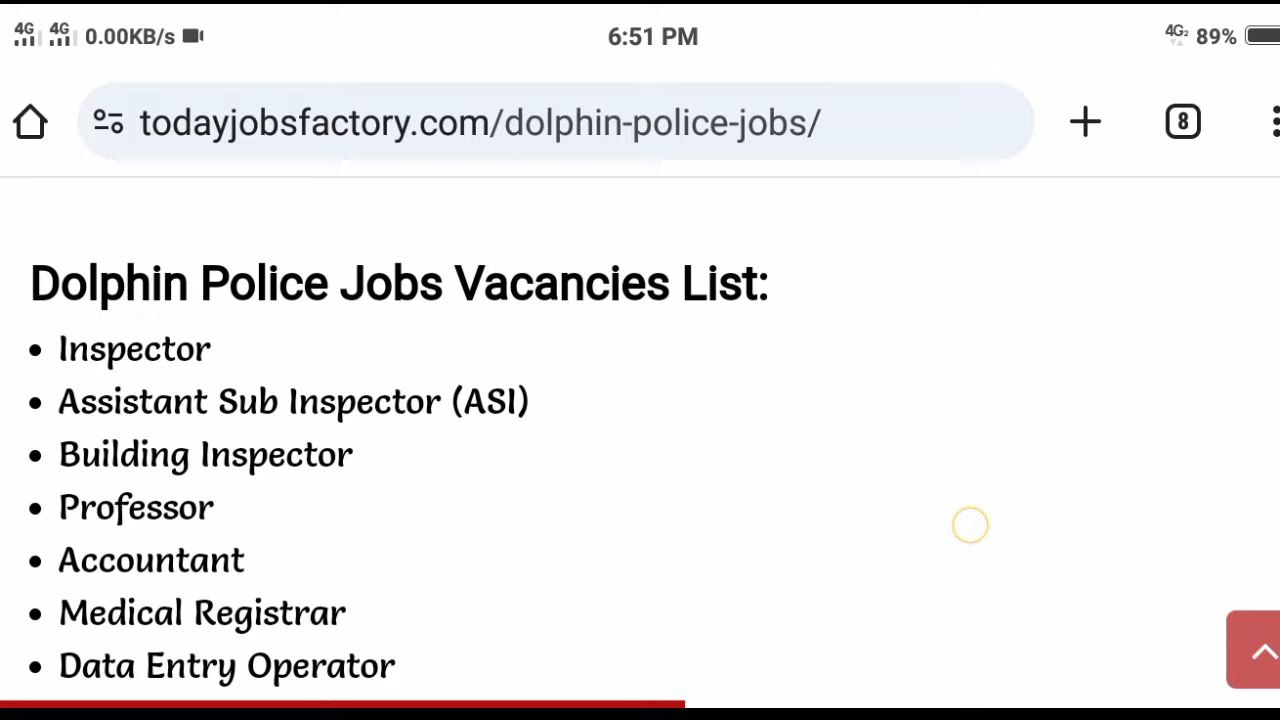 4G 4G 0.00KB/s 6:51 PM 4G2 89%
todayjobsfactory.com/dolphin-police-jobs/ 8
Dolphin Police Jobs Vacancies List:
• Inspector
• Assistant Sub Inspector (ASI)
• Building Inspector
• Professor
• Accountant
• Medical Registrar
• Data Entry Operator